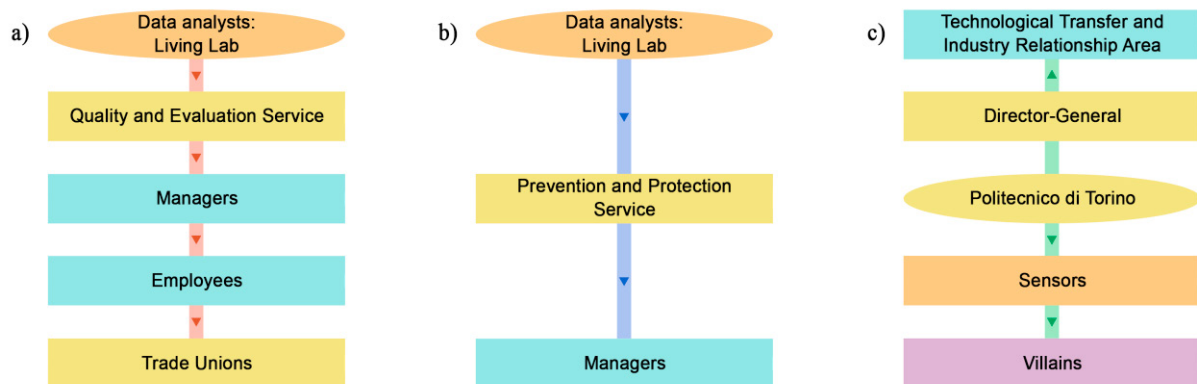 a)
Data analysts:
Living Lab
Quality and Evaluation Service
Managers
Employees
Trade Unions
b)
Data analysts:
Living Lab
Prevention and Protection
Service
Managers
c)
Technological Transfer and
Industry Relationship Area
Director-General
Politecnico di Torino
Sensors
Villains